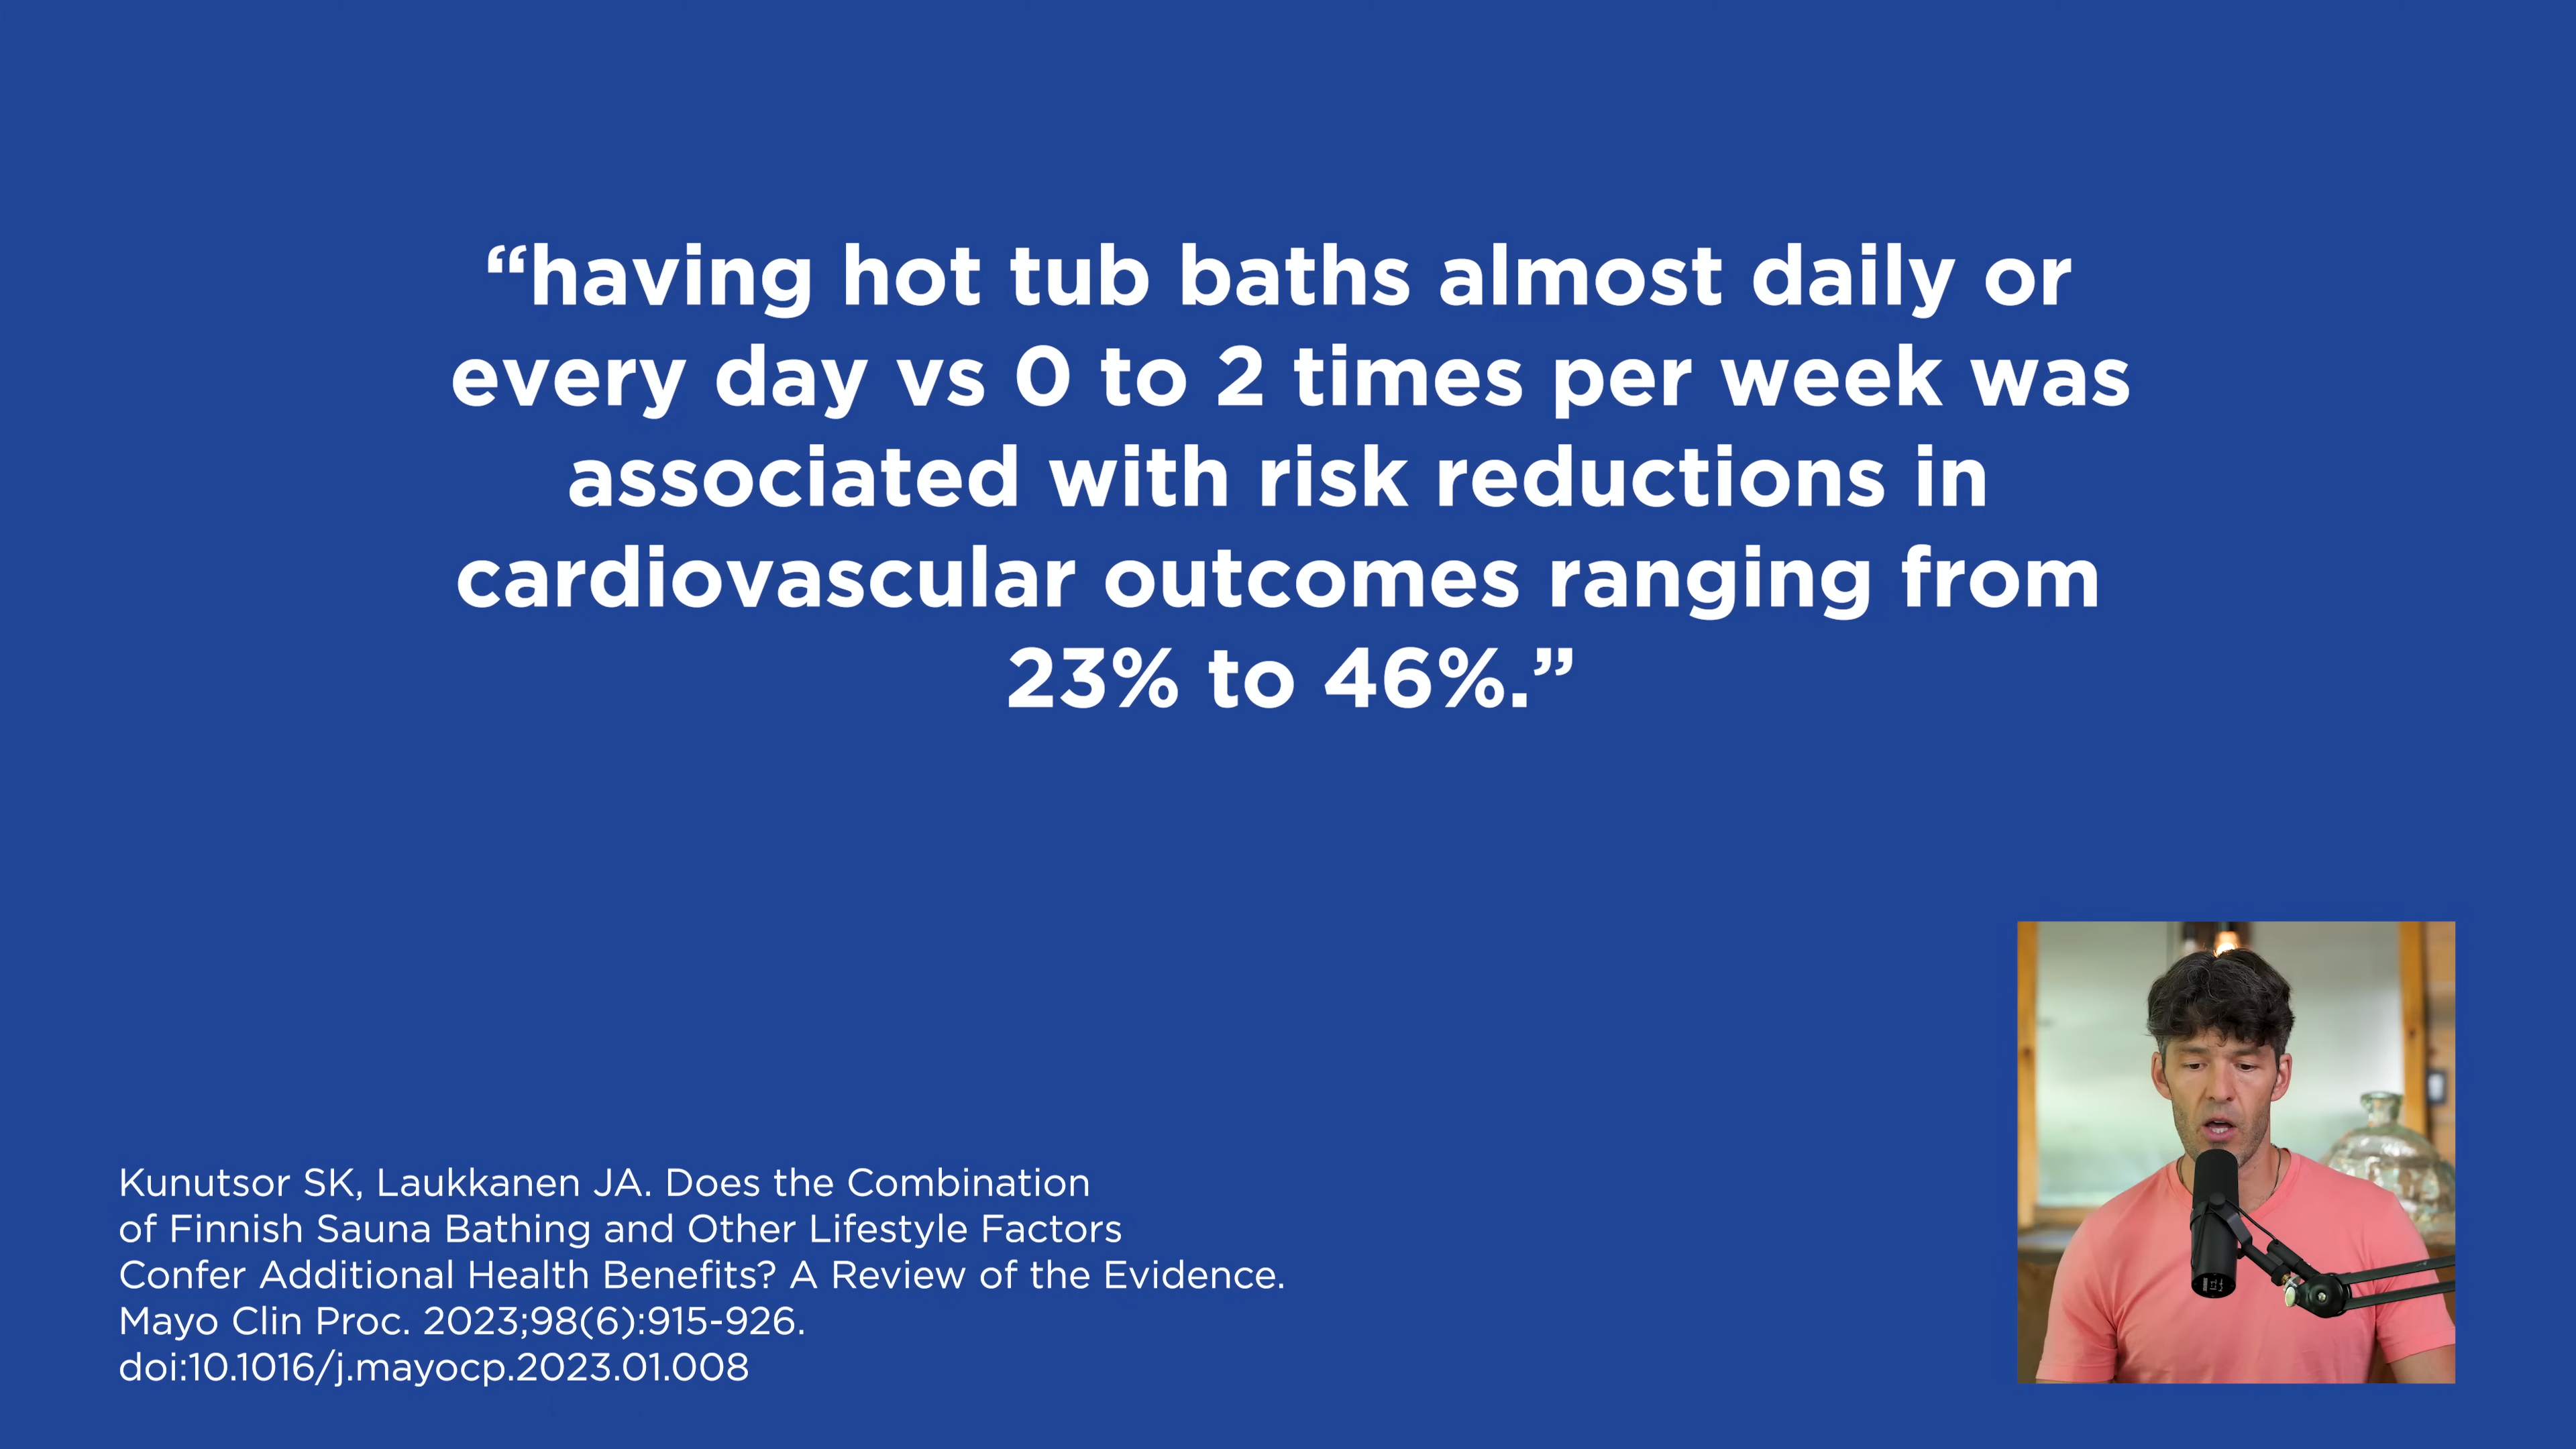 “having hot tub baths almost daily or
every day vs 0 to 2 times per week was
associated with risk reductions in
cardiovascular outcomes ranging from
23% to 46%.”
Kunutsor SK, Laukkanen JA. Does the Combination
of Finnish Sauna Bathing and Other Lifestyle Factors
Confer Additional Health Benefits? A Review of the Evidence.
Mayo Clin Proc. 2023;98(6):915-926.
doi:10.1016/j.mayocp.2023.01.008